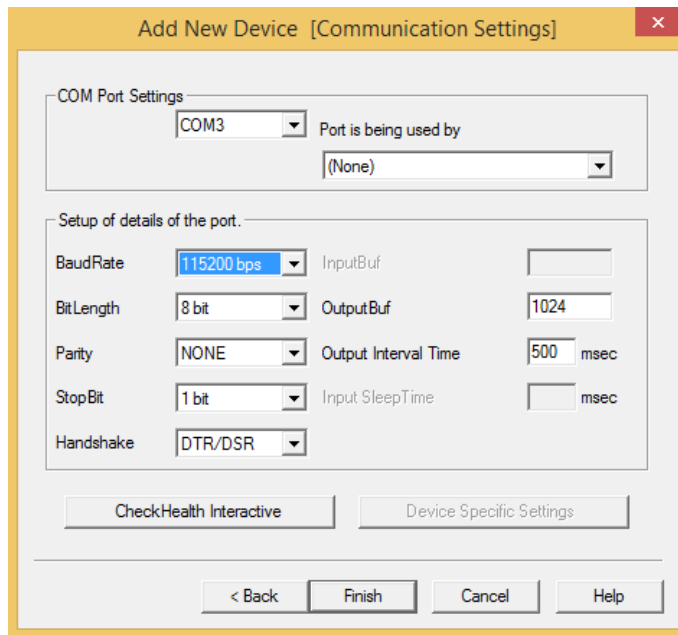 Add New Device [Communication Settings]
COM Port Settings
COM3
Port is being used by
(None)
Setup of details of the port.
BaudRate 115200 bps InputBuf
BitLength 8 bit OutputBuf 1024
Parity NONE Output Interval Time 500 msec
StopBit 1 bit Input SleepTime msec
Handshake DTR/DSR
CheckHealth Interactive Device Specific Settings
< Back Finish Cancel Help